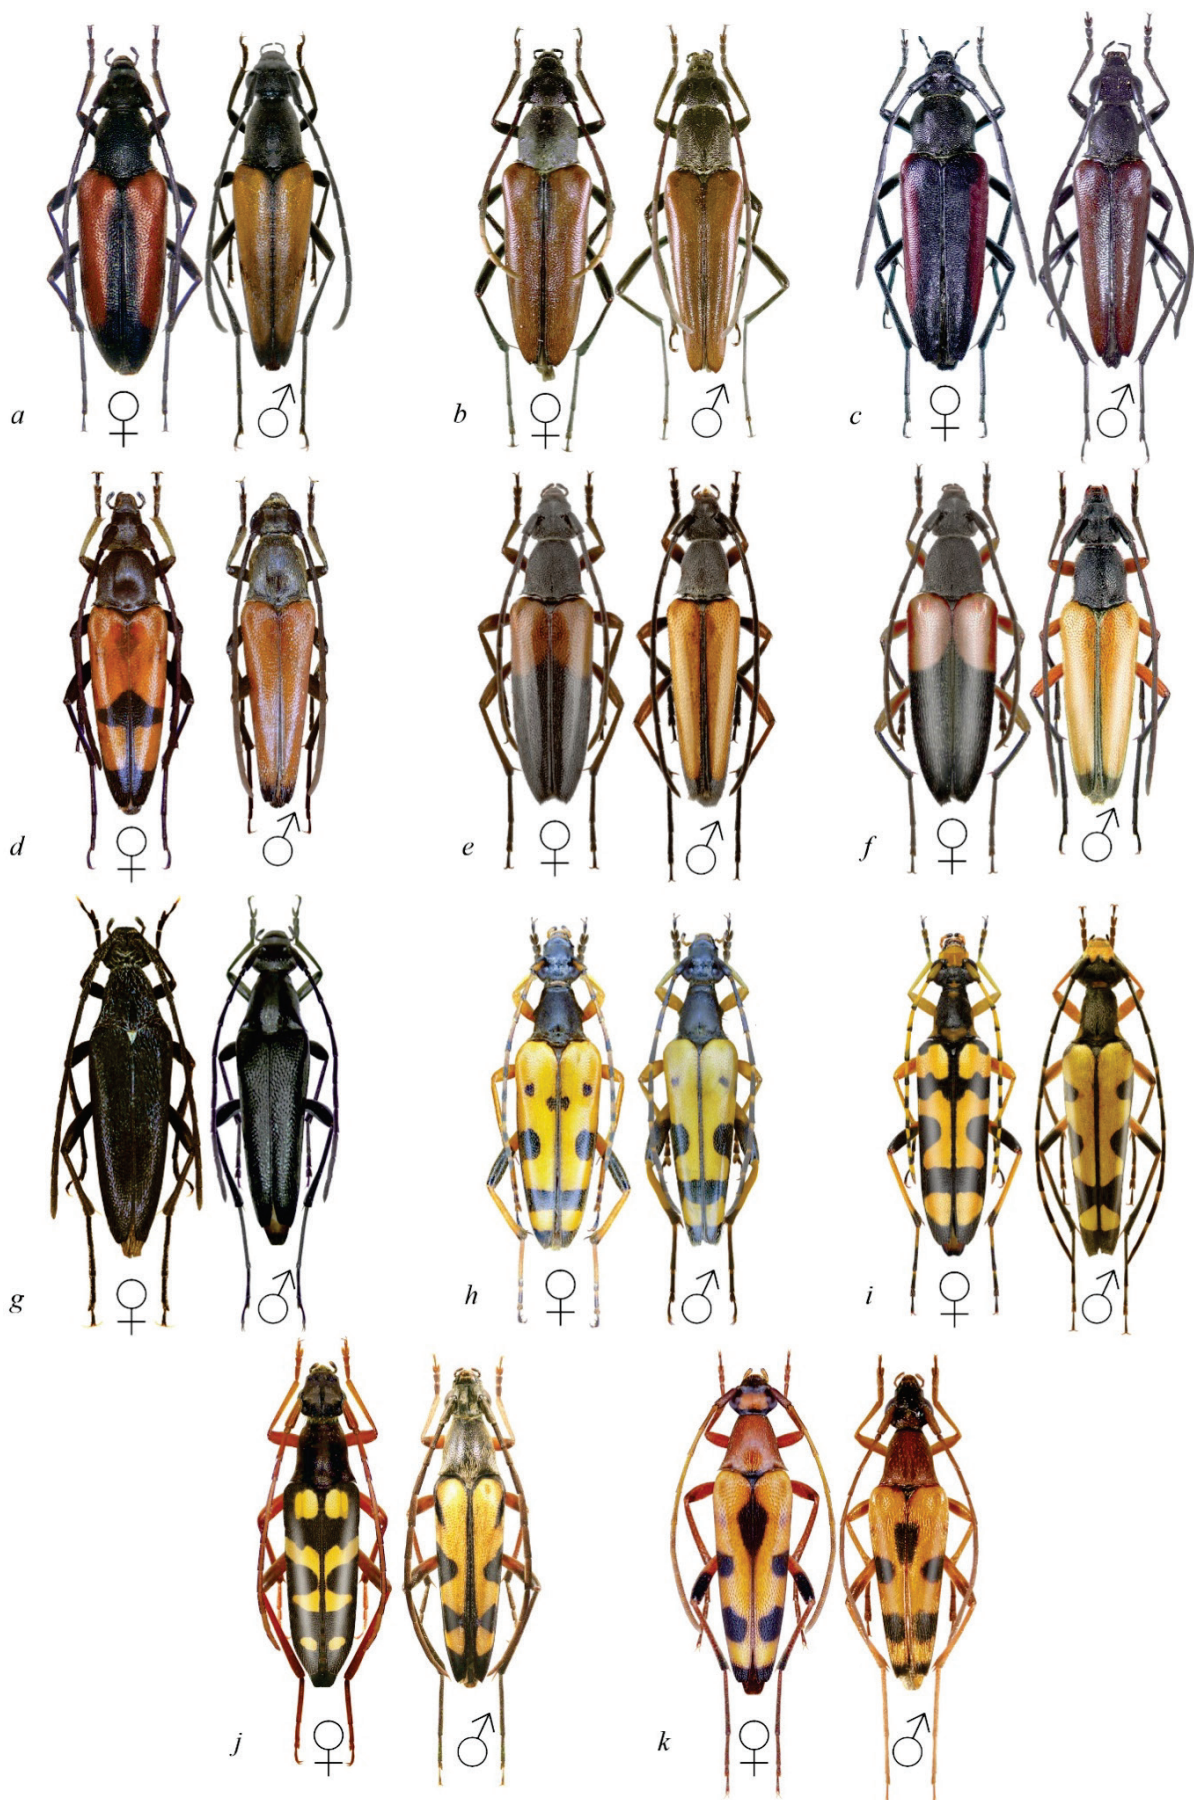 a ♀ ♂
b ♀ ♂
c ♀ ♂
d ♀ ♂
e ♀ ♂
f ♀ ♂
g ♀ ♂
h ♀ ♂
i ♀ ♂
j ♀ ♂
k ♀ ♂